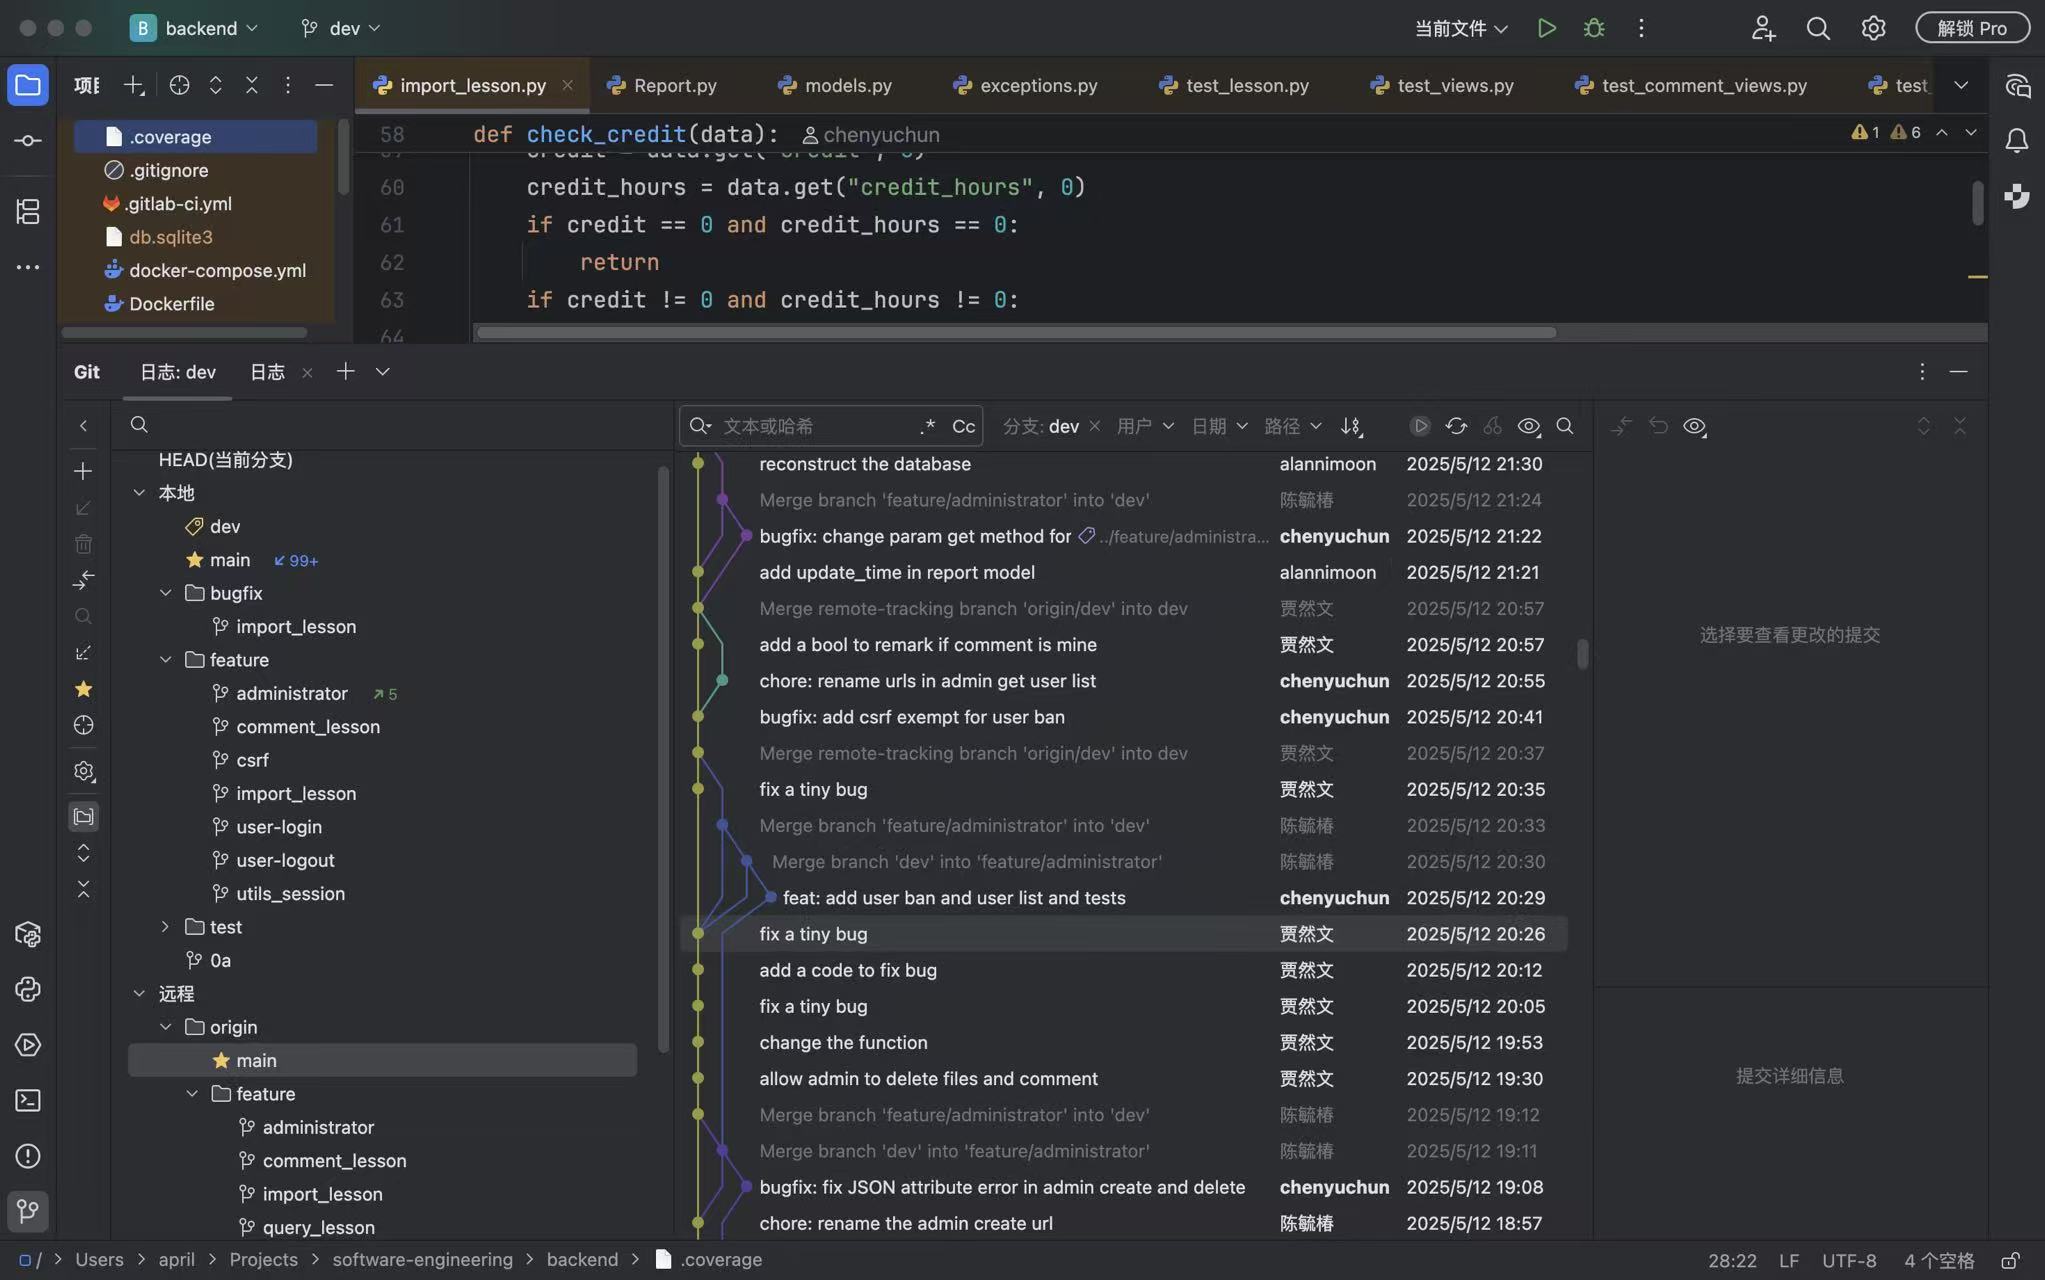 B backend dev 当前文件 解锁 Pro
项目 import_lesson.py Report.py models.py exceptions.py test_lesson.py test_views.py test_comment_views.py test_
.coverage
.gitignore
.gitlab-ci.yml
db.sqlite3
docker-compose.yml
Dockerfile
58 def check_credit(data): chenyuchun 1 6
60 credit_hours = data.get("credit_hours", 0)
61 if credit == 0 and credit_hours == 0:
62 return
63 if credit != 0 and credit_hours != 0:
64
Git 日志: dev 日志
文本或哈希 .* Cc 分支: dev 用户 日期 路径
HEAD(当前分支)
本地
dev
main 99+
bugfix
import_lesson
feature
administrator 5
comment_lesson
csrf
import_lesson
user-login
user-logout
utils_session
test
0a
远程
origin
main
feature
administrator
comment_lesson
import_lesson
query_lesson
reconstruct the database alannimoon 2025/5/12 21:30
Merge branch 'feature/administrator' into 'dev' 陈毓椿 2025/5/12 21:24
bugfix: change param get method for ../feature/administra... chenyuchun 2025/5/12 21:22
add update_time in report model alannimoon 2025/5/12 21:21
Merge remote-tracking branch 'origin/dev' into dev 贾然文 2025/5/12 20:57
add a bool to remark if comment is mine 贾然文 2025/5/12 20:57
chore: rename urls in admin get user list chenyuchun 2025/5/12 20:55
bugfix: add csrf exempt for user ban chenyuchun 2025/5/12 20:41
Merge remote-tracking branch 'origin/dev' into dev 贾然文 2025/5/12 20:37
fix a tiny bug 贾然文 2025/5/12 20:35
Merge branch 'feature/administrator' into 'dev' 陈毓椿 2025/5/12 20:33
Merge branch 'dev' into 'feature/administrator' 陈毓椿 2025/5/12 20:30
feat: add user ban and user list and tests chenyuchun 2025/5/12 20:29
fix a tiny bug 贾然文 2025/5/12 20:26
add a code to fix bug 贾然文 2025/5/12 20:12
fix a tiny bug 贾然文 2025/5/12 20:05
change the function 贾然文 2025/5/12 19:53
allow admin to delete files and comment 贾然文 2025/5/12 19:30
Merge branch 'feature/administrator' into 'dev' 陈毓椿 2025/5/12 19:12
Merge branch 'dev' into 'feature/administrator' 陈毓椿 2025/5/12 19:11
bugfix: fix JSON attribute error in admin create and delete chenyuchun 2025/5/12 19:08
chore: rename the admin create url 陈毓椿 2025/5/12 18:57
选择要查看更改的提交
提交详细信息
/ Users april Projects software-engineering backend .coverage 28:22 LF UTF-8 4 个空格